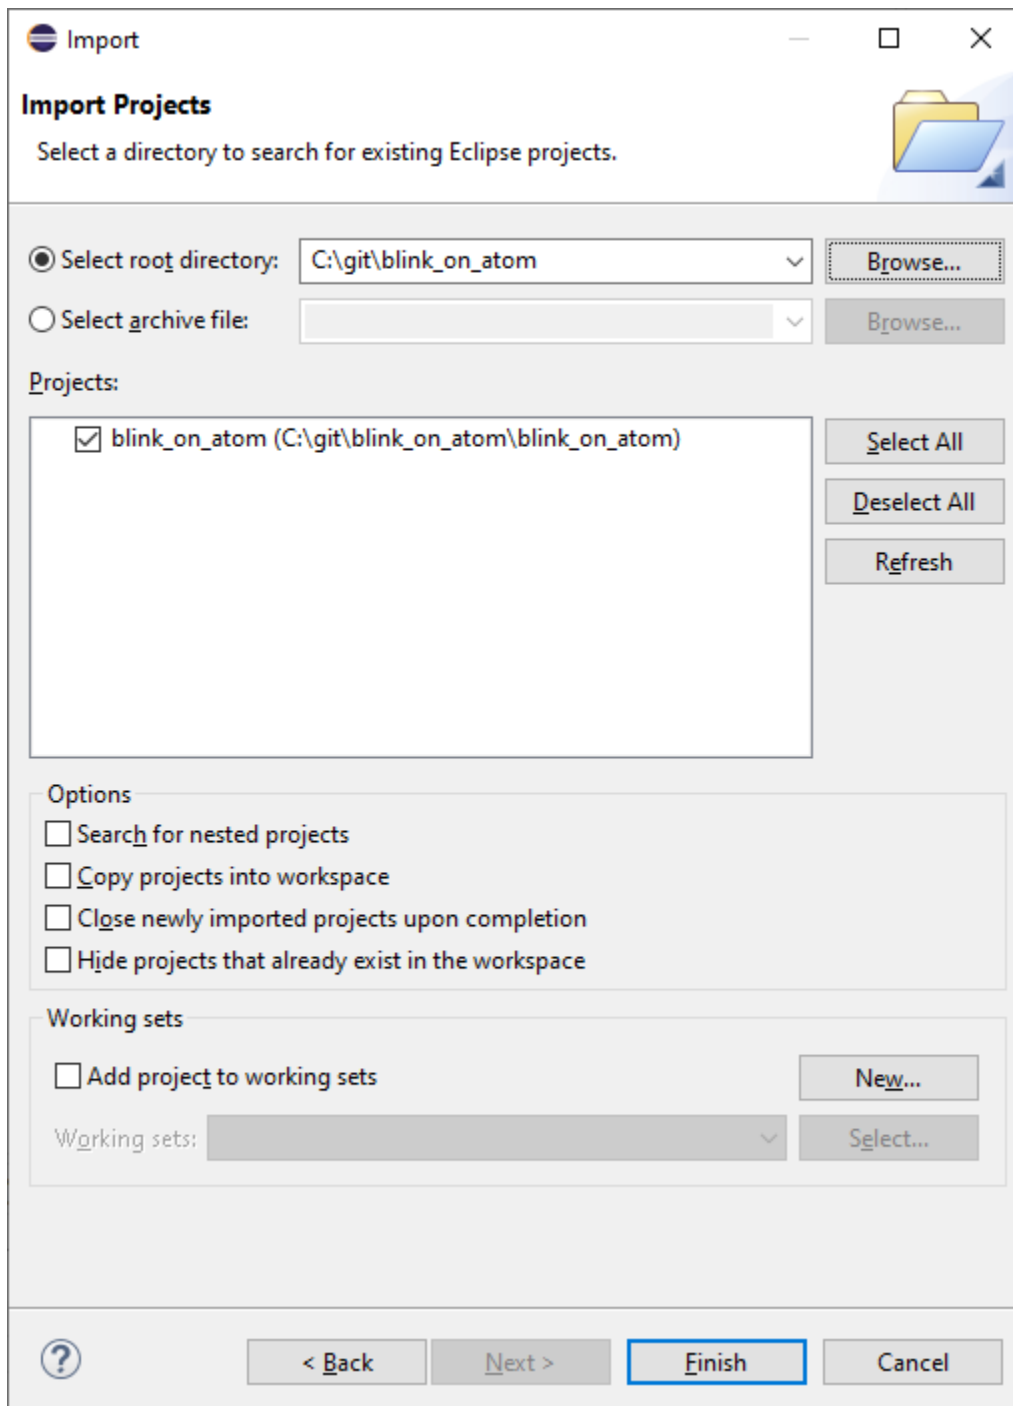 Import
Import Projects
Select a directory to search for existing Eclipse projects.
Select root directory: C:\git\blink_on_atom Browse...
Select archive file: Browse...
Projects:
blink_on_atom (C:\git\blink_on_atom\blink_on_atom)
Select All
Deselect All
Refresh
Options
Search for nested projects
Copy projects into workspace
Close newly imported projects upon completion
Hide projects that already exist in the workspace
Working sets
Add project to working sets New...
Working sets: Select...
? < Back Next > Finish Cancel